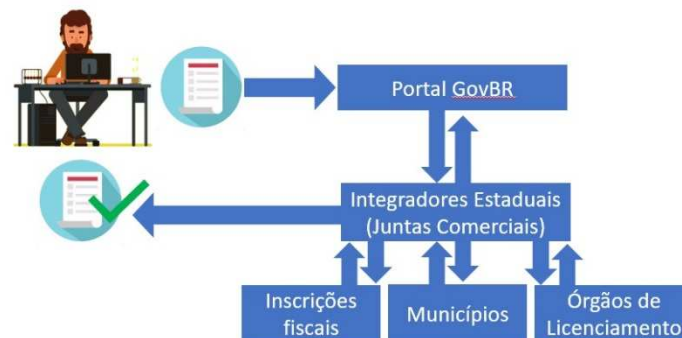 Portal GovBR
Integradores Estaduais
(Juntas Comerciais)
Inscrições
fiscais
Municípios
Órgãos de
Licenciamento